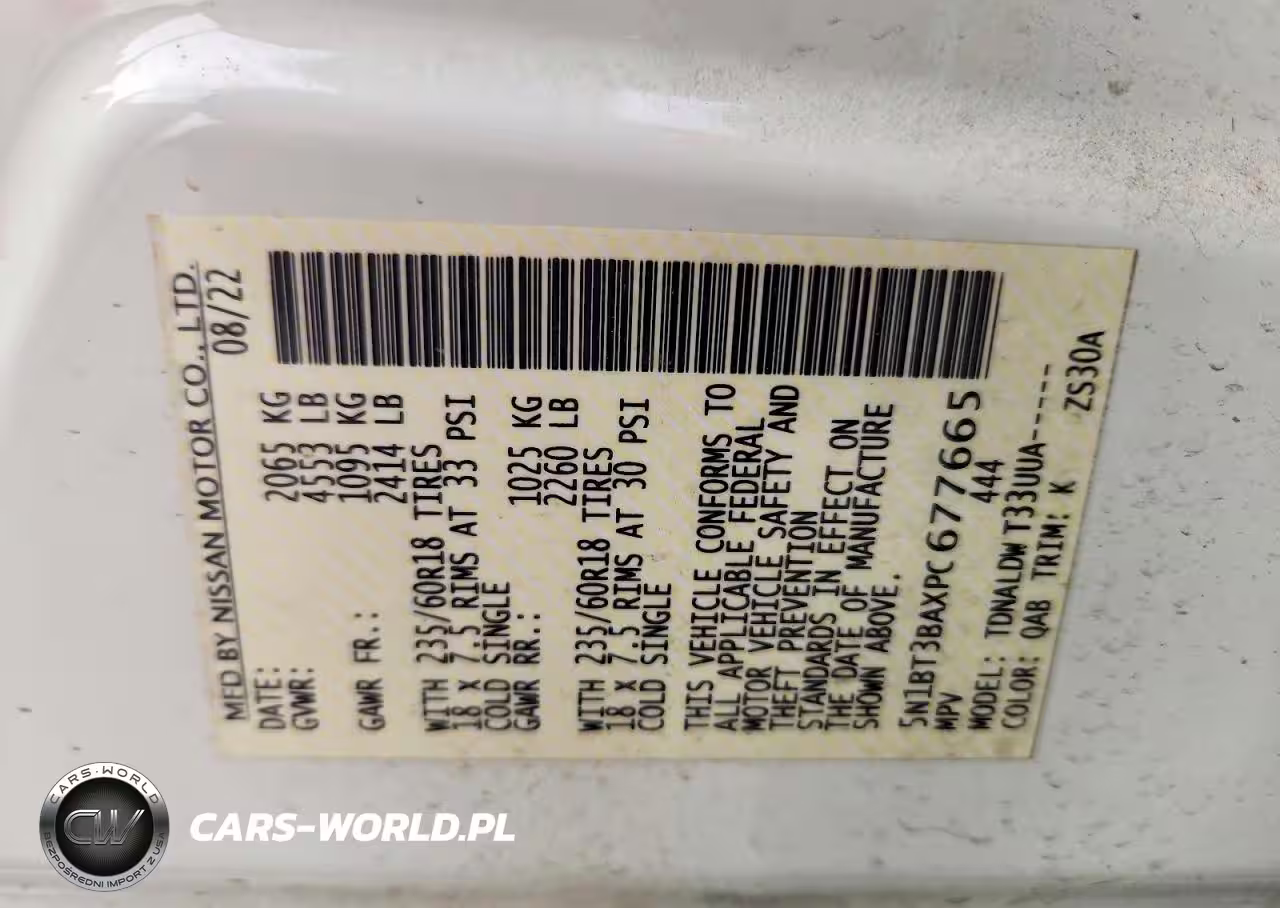 MFD BY NISSAN MOTOR CO., LTD.
DATE: 08/22
GVWR: 2065 KG
4553 LB
GAWR FR.: 1095 KG
2414 LB
WITH 235/60R18 TIRES
18 X 7.5 RIMS AT 33 PSI
COLD SINGLE
GAWR RR.: 1025 KG
2260 LB
WITH 235/60R18 TIRES
18 X 7.5 RIMS AT 30 PSI
COLD SINGLE
THIS VEHICLE CONFORMS TO
ALL APPLICABLE FEDERAL
MOTOR VEHICLE SAFETY AND
THEFT PREVENTION
STANDARDS IN EFFECT ON
THE DATE OF MANUFACTURE
SHOWN ABOVE.
5N1BT3BAXPC677665
MPV 444
MODEL: TDNALDW T33UUA-----
COLOR: QAB TRIM: K ZS30A
CARS-WORLD
CW
BEZPOŚREDNI IMPORT Z USA
CARS-WORLD.PL